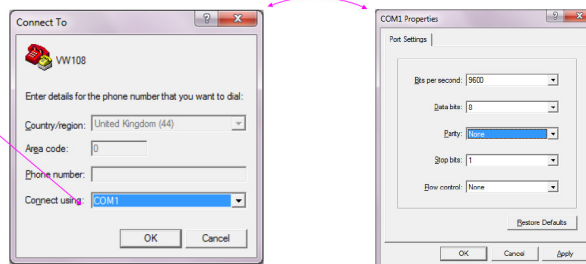 Connect To
VW108
Enter details for the phone number that you want to dial:
Country/region: United Kingdom (44)
Area code: 0
Phone number:
Connect using: COM1
OK Cancel
COM1 Properties
Port Settings
Bits per second: 9600
Data bits: 8
Parity: None
Stop bits: 1
Flow control: None
Restore Defaults
OK Cancel Apply